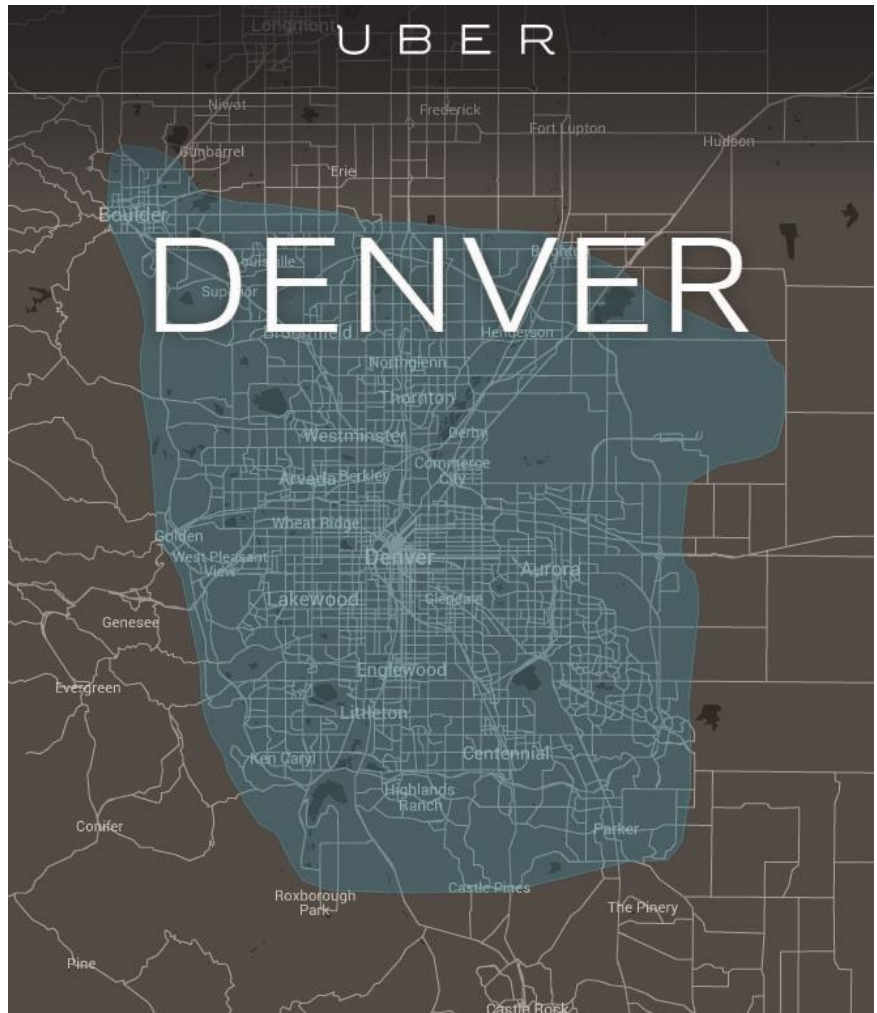 Longmont
UBER
Niwot
Frederick
Fort Lupton
Hudson
Gunbarrel
Erie
Boulder
DENVER
Brighton
Louisville
Superior
Broomfield
Henderson
Northglenn
Thornton
Westminster
Derby
Commerce
City
Arvada
Berkley
Wheat Ridge
Golden
West Pleasant
View
Denver
Aurora
Lakewood
Glendale
Genesee
Englewood
Evergreen
Littleton
Centennial
Ken Caryl
Highlands
Ranch
Conifer
Parker
Castle Pines
Roxborough
Park
The Pinery
Pine
Castle Rock